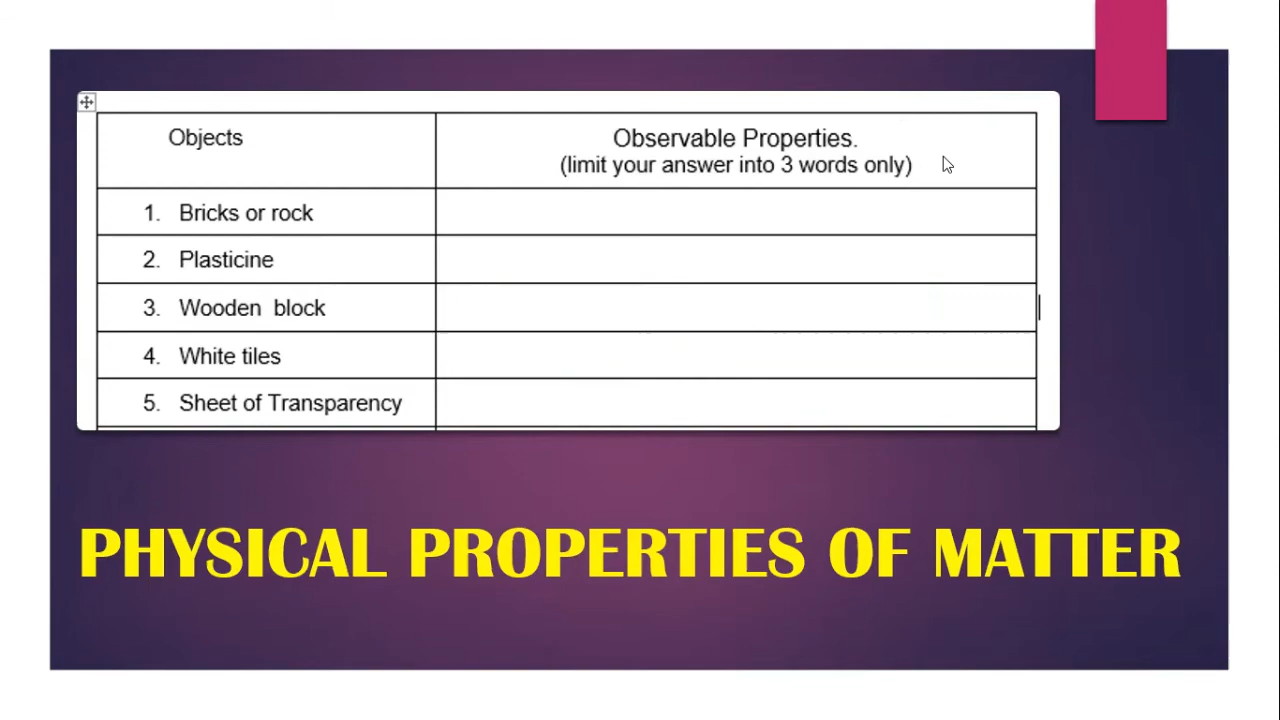 Objects
Observable Properties.
(limit your answer into 3 words only)
1. Bricks or rock
2. Plasticine
3. Wooden block
4. White tiles
5. Sheet of Transparency
PHYSICAL PROPERTIES OF MATTER